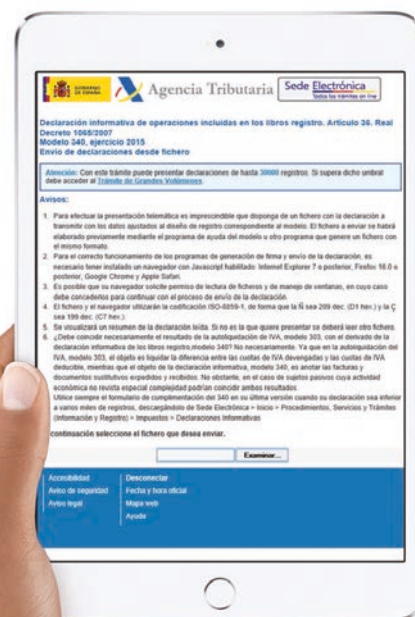 GOBIERNO
DE ESPAÑA
Agencia Tributaria
Sede Electrónica
Todos los trámites on line
Declaración informativa de operaciones incluidas en los libros registro. Artículo 36. Real
Decreto 1065/2007
Modelo 340, ejercicio 2015
Envío de declaraciones desde fichero
Atención: Con este trámite puede presentar declaraciones de hasta 30000 registros. Si supera dicho umbral
debe acceder al Trámite de Grandes Volúmenes.
Avisos:
1. Para efectuar la presentación telemática es imprescindible que disponga de un fichero con la declaración a
transmitir con los datos ajustados al diseño de registro correspondiente al modelo. El fichero a enviar se habrá
elaborado previamente mediante el programa de ayuda del modelo u otro programa que genere un fichero con
el mismo formato.
2. Para el correcto funcionamiento de los programas de generación de firma y envío de la declaración, es
necesario tener instalado un navegador con Javascript habilitado: Internet Explorer 7 o posterior, Firefox 16.0 o
posterior, Google Chrome y Apple Safari.
3. Es posible que su navegador solicite permiso de lectura de ficheros y de manejo de ventanas, en cuyo caso
debe concederlos para continuar con el proceso de envío de la declaración.
4. El fichero y el navegador utilizarán la codificación ISO-8859-1, de forma que la Ñ sea 209 dec. (D1 hex.) y la Ç
sea 199 dec. (C7 hex.).
5. Se visualizará un resumen de la declaración leída. Si no es la que quiere presentar se deberá leer otro fichero.
6. ¿Debe coincidir necesariamente el resultado de la autoliquidación de IVA, modelo 303, con el derivado de la
declaración informativa de los libros registro,modelo 340? No necesariamente. Ya que en la autoliquidación del
IVA, modelo 303, el objeto es liquidar la diferencia entre las cuotas de IVA devengadas y las cuotas de IVA
deducible, mientras que el objeto de la declaración informativa, modelo 340, es anotar las facturas y
documentos sustitutivos expedidos y recibidos. No obstante, en el caso de sujetos pasivos cuya actividad
económica no revista especial complejidad podrían coincidir ambos resultados.
Utilice siempre el formulario de cumplimentación del 340 en su última versión cuando su declaración sea inferior
a varios miles de registros, descargándolo de Sede Electrónica > Inicio > Procedimientos, Servicios y Trámites
(Información y Registro) > Impuestos > Declaraciones Informativas
continuación seleccione el fichero que desea enviar.
Examinar...
Accesibilidad
Aviso de seguridad
Aviso legal
Desconectar
Fecha y hora oficial
Mapa web
Ayuda